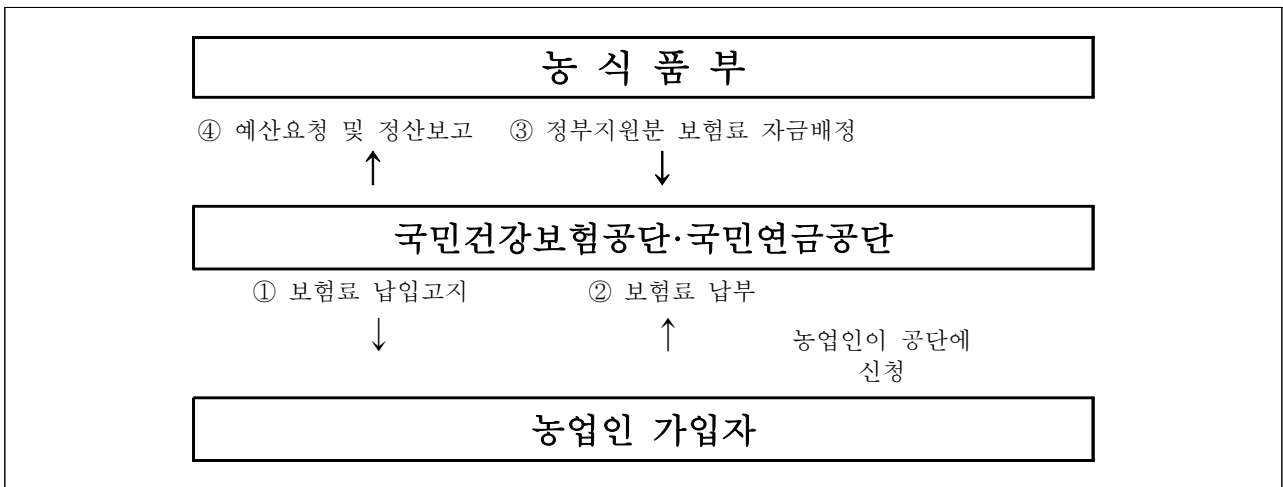 농 식 품 부
④ 예산요청 및 정산보고 ③ 정부지원분 보험료 자금배정
↑ ↓
국민건강보험공단·국민연금공단
① 보험료 납입고지 ② 보험료 납부
↓ ↑ 농업인이 공단에
신청
농업인 가입자